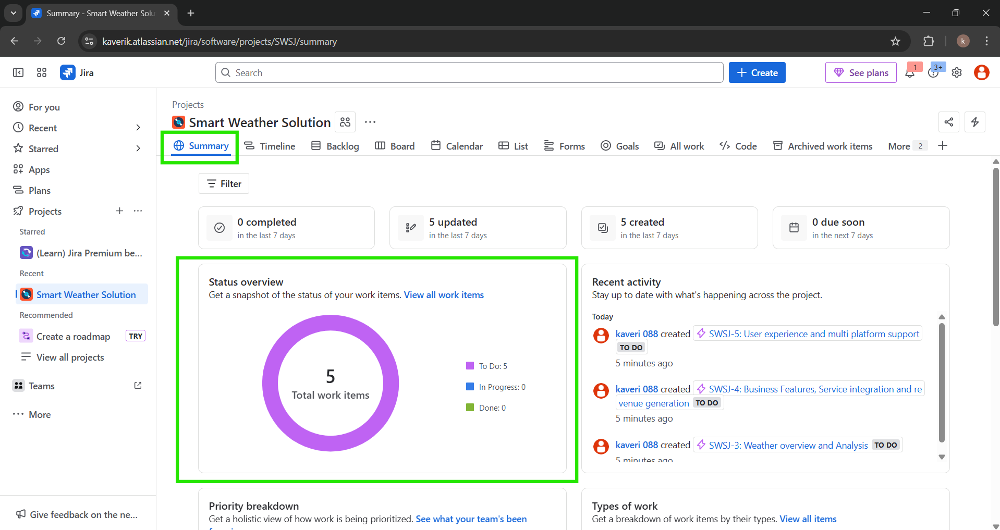 Summary - Smart Weather Solu
kaverik.atlassian.net/jira/software/projects/SWSJ/summary
k
Jira
Search
Create
See plans
1
3+
For you
Recent
Starred
Apps
Plans
Projects
Starred
(Learn) Jira Premium be...
Recent
Smart Weather Solution
Recommended
Create a roadmap TRY
View all projects
Teams
More
Give feedback on the ne...
Projects
Smart Weather Solution
Summary Timeline Backlog Board Calendar List Forms Goals All work Code Archived work items More 2
Filter
0 completed
in the last 7 days
5 updated
in the last 7 days
5 created
in the last 7 days
0 due soon
in the next 7 days
Status overview
Get a snapshot of the status of your work items. View all work items
5
Total work items
To Do: 5
In Progress: 0
Done: 0
Recent activity
Stay up to date with what's happening across the project.
Today
kaveri 088 created SWSJ-5: User experience and multi platform support
TO DO
5 minutes ago
kaveri 088 created SWSJ-4: Business Features, Service integration and re
venue generation TO DO
5 minutes ago
kaveri 088 created SWSJ-3: Weather overview and Analysis TO DO
5 minutes ago
Priority breakdown
Get a holistic view of how work is being prioritized. See what your team's been
Types of work
Get a breakdown of work items by their types. View all items